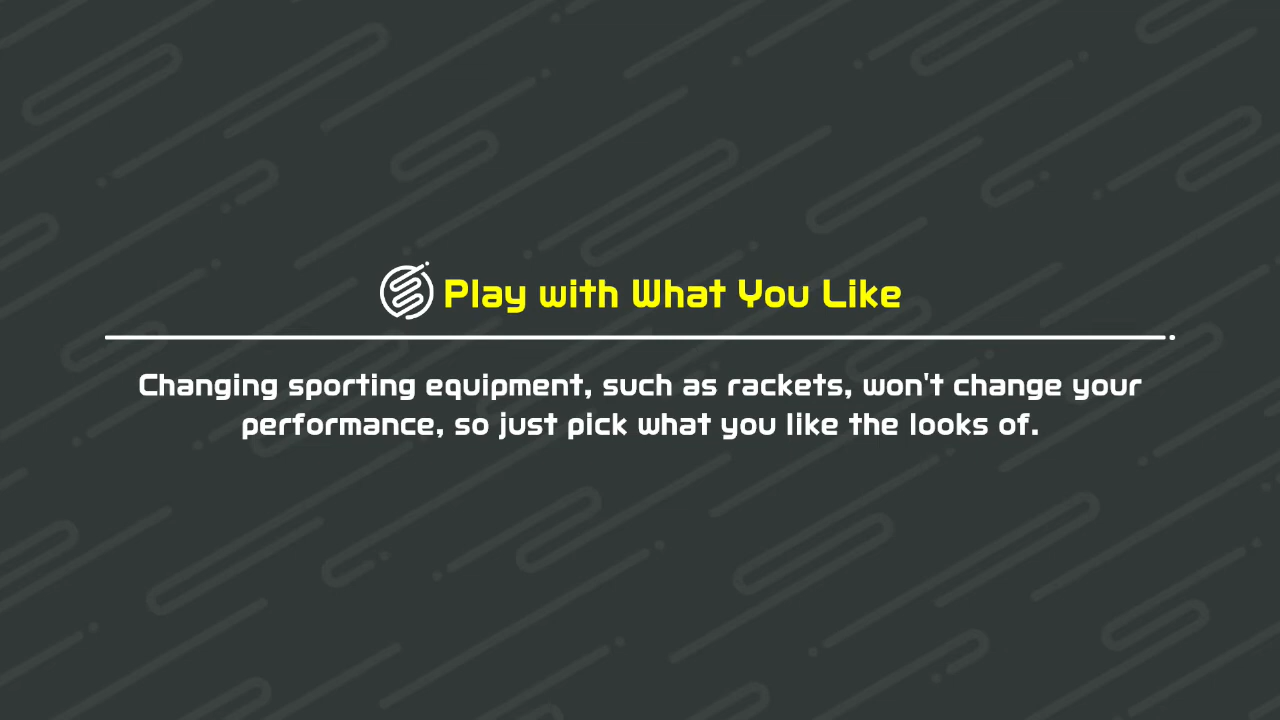 Play with What You Like
Changing sporting equipment, such as rackets, won't change your
performance, so just pick what you like the looks of.